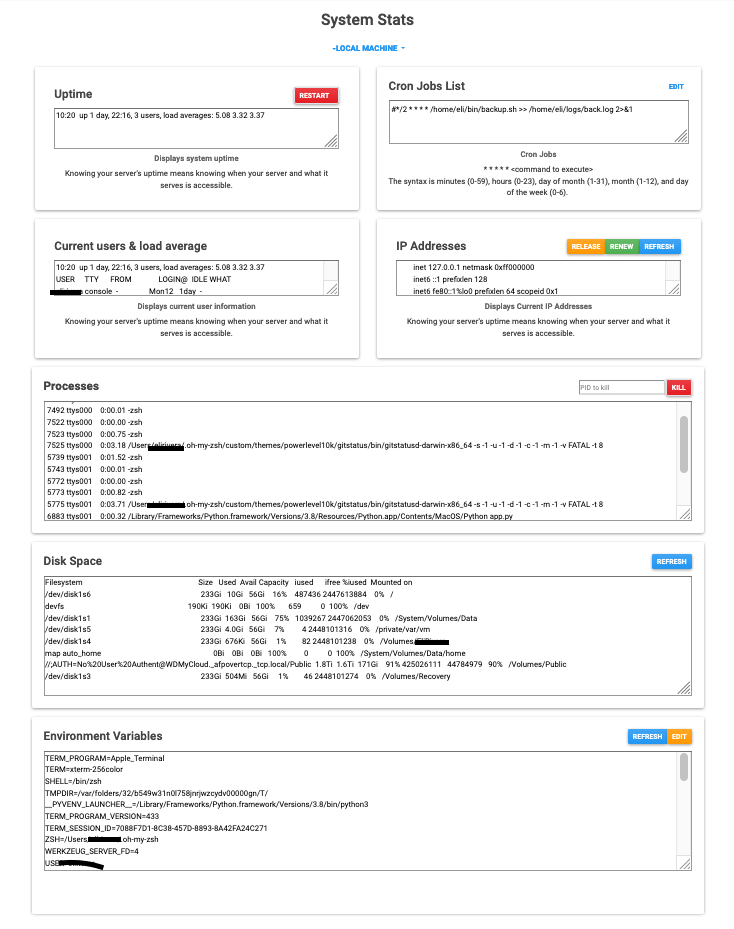 System Stats
-LOCAL MACHINE
Uptime
RESTART
10:20 up 1 day, 22:16, 3 users, load averages: 5.08 3.32 3.37
Displays system uptime
Knowing your server's uptime means knowing when your server and what it
serves is accessible.
Cron Jobs List
EDIT
#*/2 * * * * /home/eli/bin/backup.sh >> /home/eli/logs/back.log 2>&1
Cron Jobs
* * * * * <command to execute>
The syntax is minutes (0-59), hours (0-23), day of month (1-31), month (1-12), and day
of the week (0-6).
Current users & load average
10:20 up 1 day, 22:16, 3 users, load averages: 5.08 3.32 3.37
USER TTY FROM LOGIN@ IDLE WHAT
console - Mon12 1day -
Displays current user information
Knowing your server's uptime means knowing when your server and what it
serves is accessible.
IP Addresses
RELEASE RENEW REFRESH
inet 127.0.0.1 netmask 0xff000000
inet6 ::1 prefixlen 128
inet6 fe80::1%lo0 prefixlen 64 scopeid 0x1
Displays Current IP Addresses
Knowing your server's uptime means knowing when your server and what it
serves is accessible.
Processes
PID to kill
KILL
7492 ttys000 0:00.01 -zsh
7522 ttys000 0:00.00 -zsh
7523 ttys000 0:00.75 -zsh
7525 ttys000 0:03.18 /Users/ .oh-my-zsh/custom/themes/powerlevel10k/gitstatus/bin/gitstatusd-darwin-x86_64 -s -1 -u -1 -d -1 -c -1 -m -1 -v FATAL -t 8
5739 ttys001 0:01.52 -zsh
5743 ttys001 0:00.01 -zsh
5772 ttys001 0:00.00 -zsh
5773 ttys001 0:00.82 -zsh
5775 ttys001 0:03.71 /Users/ .oh-my-zsh/custom/themes/powerlevel10k/gitstatus/bin/gitstatusd-darwin-x86_64 -s -1 -u -1 -d -1 -c -1 -m -1 -v FATAL -t 8
6883 ttys001 0:00.32 /Library/Frameworks/Python.framework/Versions/3.8/Resources/Python.app/Contents/MacOS/Python app.py
Disk Space
REFRESH
Filesystem Size Used Avail Capacity iused ifree %iused Mounted on
/dev/disk1s6 233Gi 10Gi 56Gi 16% 487436 2447613884 0% /
devfs 190Ki 190Ki 0Bi 100% 659 0 100% /dev
/dev/disk1s1 233Gi 163Gi 56Gi 75% 1039267 2447062053 0% /System/Volumes/Data
/dev/disk1s5 233Gi 4.0Gi 56Gi 7% 4 2448101316 0% /private/var/vm
/dev/disk1s4 233Gi 676Ki 56Gi 1% 82 2448101238 0% /Volumes/
map auto_home 0Bi 0Bi 0Bi 100% 0 0 100% /System/Volumes/Data/home
//;AUTH=No%20User%20Authent@WDMyCloud._afpovertcp._tcp.local/Public 1.8Ti 1.6Ti 171Gi 91% 425026111 44784979 90% /Volumes/Public
/dev/disk1s3 233Gi 504Mi 56Gi 1% 46 2448101274 0% /Volumes/Recovery
Environment Variables
REFRESH EDIT
TERM_PROGRAM=Apple_Terminal
TERM=xterm-256color
SHELL=/bin/zsh
TMPDIR=/var/folders/32/b549w31n0l758jnrjwzcydv00000gn/T/
__PYVENV_LAUNCHER__=/Library/Frameworks/Python.framework/Versions/3.8/bin/python3
TERM_PROGRAM_VERSION=433
TERM_SESSION_ID=7088F7D1-8C38-457D-8893-8A42FA24C271
ZSH=/Users/ .oh-my-zsh
WERKZEUG_SERVER_FD=4